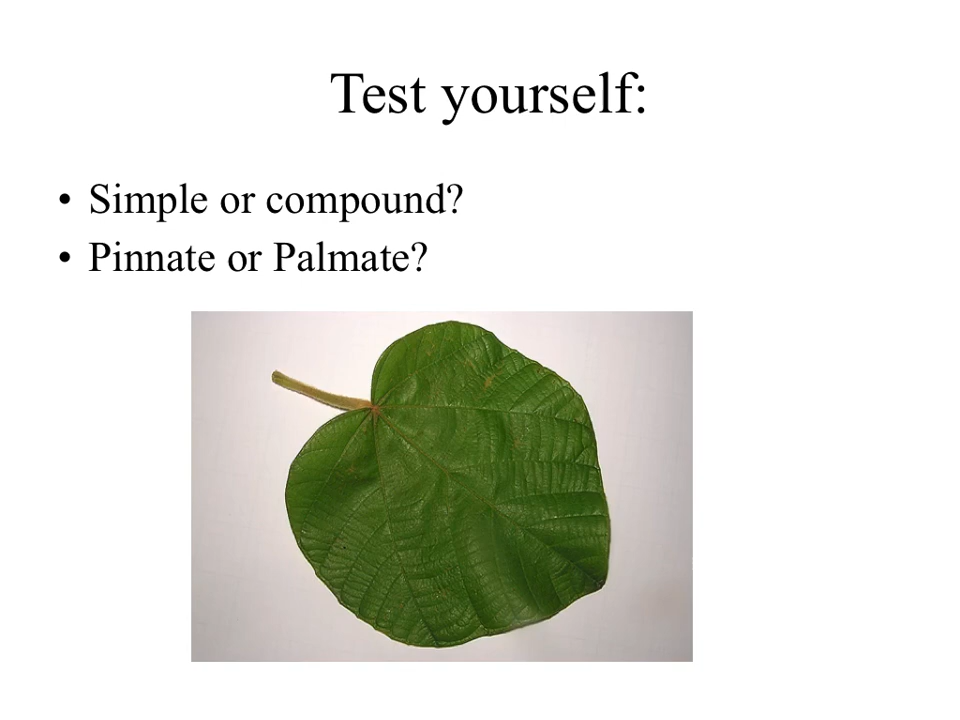 Test yourself:
• Simple or compound?
• Pinnate or Palmate?